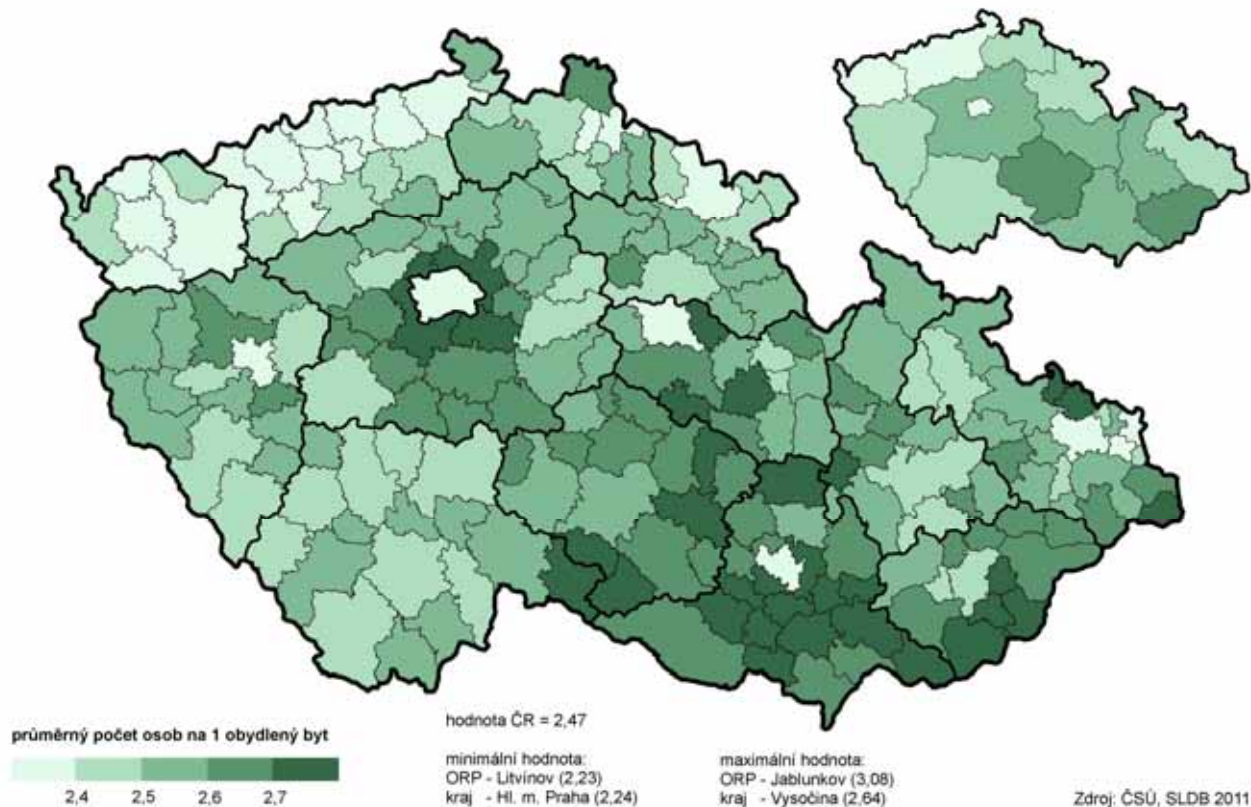 průměrný počet osob na 1 obydlený byt
2,4 2,5 2,6 2,7
hodnota ČR = 2,47
minimální hodnota:
ORP - Litvínov (2,23)
kraj - Hl. m. Praha (2,24)
maximální hodnota:
ORP - Jablunkov (3,08)
kraj - Vysočina (2,64)
Zdroj: ČSÚ, SLDB 2011